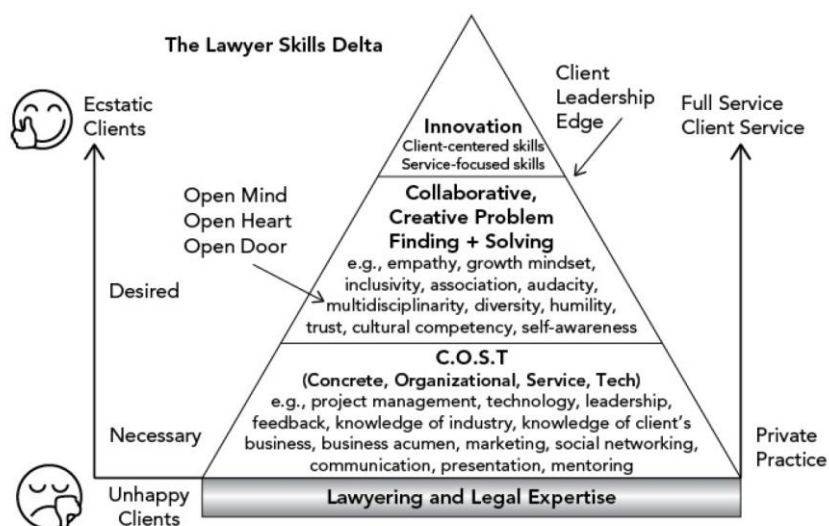 The Lawyer Skills Delta
Ecstatic
Clients
Client
Leadership
Edge
Full Service
Client Service
Innovation
Client-centered skills
Service-focused skills
Open Mind
Open Heart
Open Door
Collaborative,
Creative Problem
Finding + Solving
e.g., empathy, growth mindset,
inclusivity, association, audacity,
multidisciplinarity, diversity, humility,
trust, cultural competency, self-awareness
Desired
C.O.S.T
(Concrete, Organizational, Service, Tech)
e.g., project management, technology, leadership,
feedback, knowledge of industry, knowledge of client's
business, business acumen, marketing, social networking,
communication, presentation, mentoring
Necessary
Private
Practice
Unhappy
Clients
Lawyering and Legal Expertise